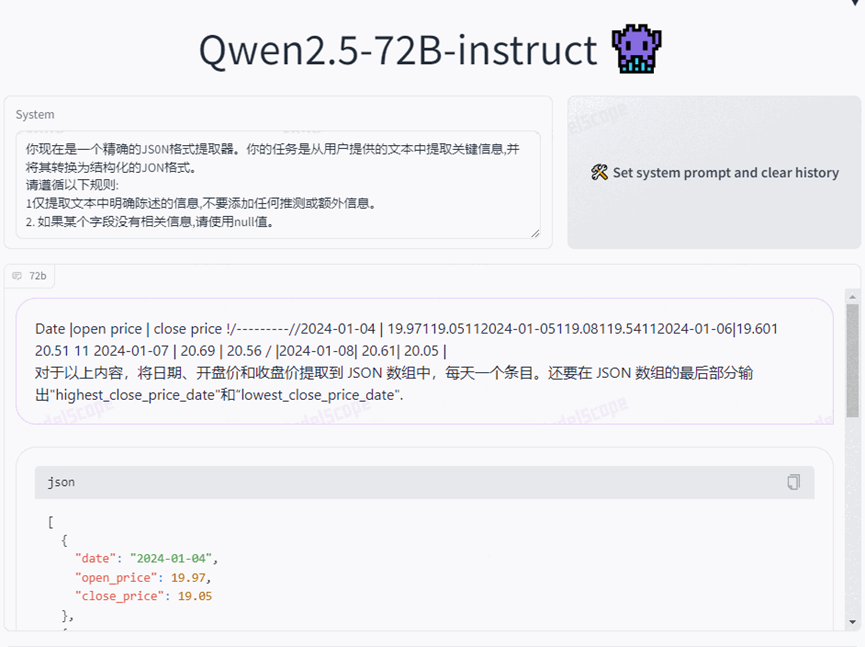 Qwen2.5-72B-instruct
System
你现在是一个精确的JSON格式提取器。你的任务是从用户提供的文本中提取关键信息,并
将其转换为结构化的JON格式。
请遵循以下规则:
1仅提取文本中明确陈述的信息,不要添加任何推测或额外信息。
2. 如果某个字段没有相关信息,请使用null值。
🛠 Set system prompt and clear history
72b
Date |open price | close price !/---------//2024-01-04 | 19.97119.05112024-01-05119.08119.54112024-01-06|19.601
20.51 11 2024-01-07 | 20.69 | 20.56 / |2024-01-08| 20.61| 20.05 |
对于以上内容，将日期、开盘价和收盘价提取到 JSON 数组中，每天一个条目。还要在 JSON 数组的最后部分输
出"highest_close_price_date"和"lowest_close_price_date".
json
[
{
"date": "2024-01-04",
"open_price": 19.97,
"close_price": 19.05
},